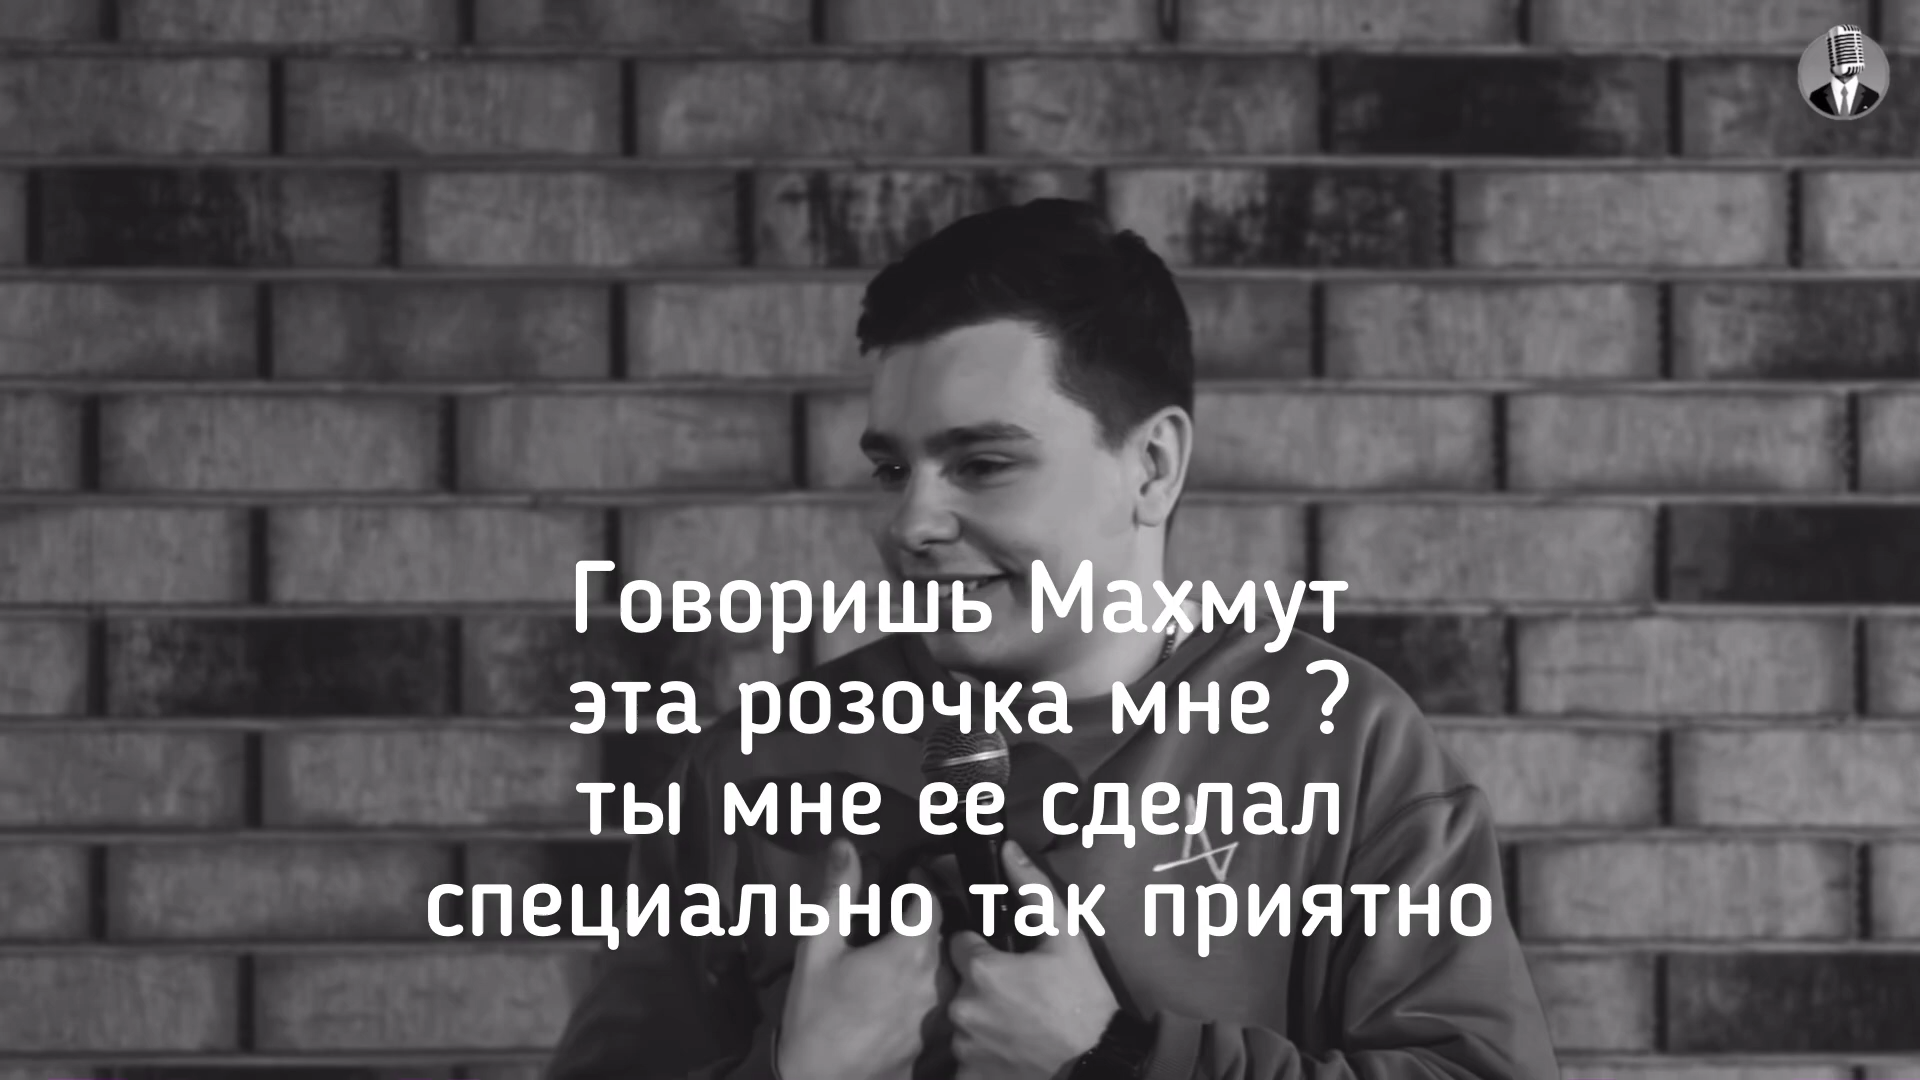 Говоришь Махмут
эта розочка мне ?
ты мне ее сделал
специально так приятно